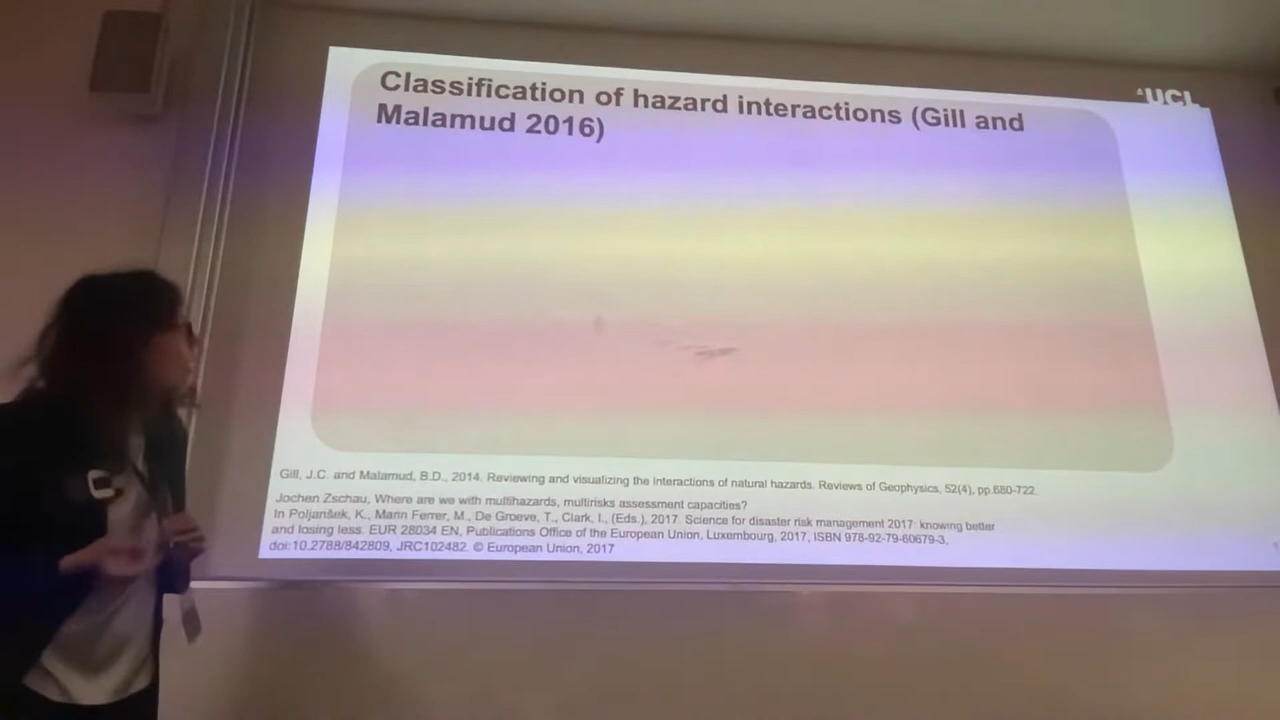 Classification of hazard interactions (Gill and
Malamud 2016)
UCL
Gill, J.C. and Malamud, B.D., 2014. Reviewing and visualizing the interactions of natural hazards. Reviews of Geophysics, 52(4), pp.680-722.
Jochen Zschau, Where are we with multihazards, multirisks assessment capacities?
In Poljanšek, K., Marin Ferrer, M., De Groeve, T., Clark, I., (Eds.), 2017. Science for disaster risk management 2017: knowing better
and losing less. EUR 28034 EN, Publications Office of the European Union, Luxembourg, 2017, ISBN 978-92-79-60679-3,
doi:10.2788/842809, JRC102482. © European Union, 2017